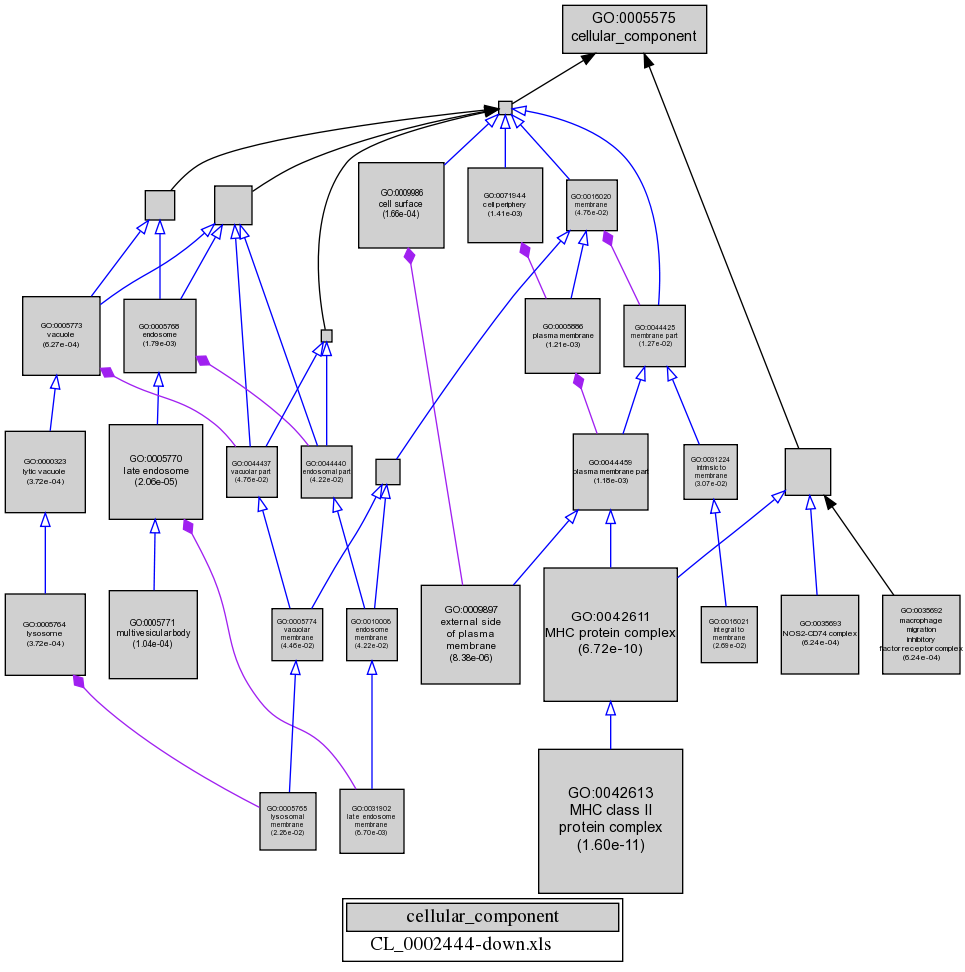 GO:0005575
cellular_component
GO:0009986
cell surface
(1.66e-04)
GO:0071944
cell periphery
(1.41e-03)
GO:0016020
membrane
(4.76e-02)
GO:0005773
vacuole
(6.27e-04)
GO:0005768
endosome
(1.79e-03)
GO:0005886
plasma membrane
(1.21e-03)
GO:0044425
membrane part
(1.27e-02)
GO:0000323
lytic vacuole
(3.72e-04)
GO:0005770
late endosome
(2.06e-05)
GO:0044437
vacuolar part
(4.76e-02)
GO:0044440
endosomal part
(4.22e-02)
GO:0044459
plasma membrane part
(1.18e-03)
GO:0031224
intrinsic to
membrane
(3.07e-02)
GO:0005764
lysosome
(3.72e-04)
GO:0005771
multivesicular body
(1.04e-04)
GO:0005774
vacuolar
membrane
(4.46e-02)
GO:0010008
endosome
membrane
(4.22e-02)
GO:0009897
external side
of plasma
membrane
(8.38e-06)
GO:0042611
MHC protein complex
(6.72e-10)
GO:0016021
integral to
membrane
(2.69e-02)
GO:0035693
NOS2-CD74 complex
(6.24e-04)
GO:0035692
macrophage
migration
inhibitory
factor receptor complex
(6.24e-04)
GO:0005765
lysosomal
membrane
(2.26e-02)
GO:0031902
late endosome
membrane
(6.70e-03)
GO:0042613
MHC class II
protein complex
(1.60e-11)
cellular_component
CL_0002444-down.xls